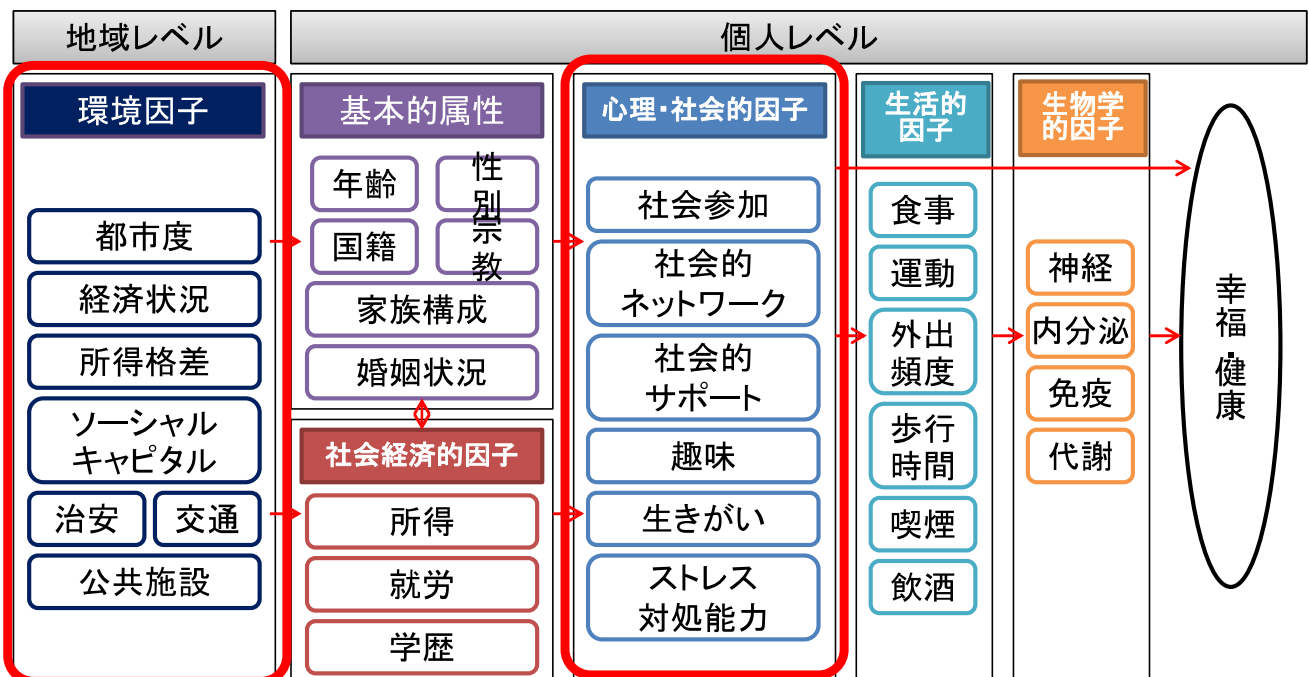 地域レベル
個人レベル
環境因子
都市度
経済状況
所得格差
ソーシャル
キャピタル
治安
交通
公共施設
基本的属性
年齢
性
別
国籍
宗
教
家族構成
婚姻状況
社会経済的因子
所得
就労
学歴
心理・社会的因子
社会参加
社会的
ネットワーク
社会的
サポート
趣味
生きがい
ストレス
対処能力
生活的
因子
食事
運動
外出
頻度
歩行
時間
喫煙
飲酒
生物学
的因子
神経
内分泌
免疫
代謝
幸福・健康